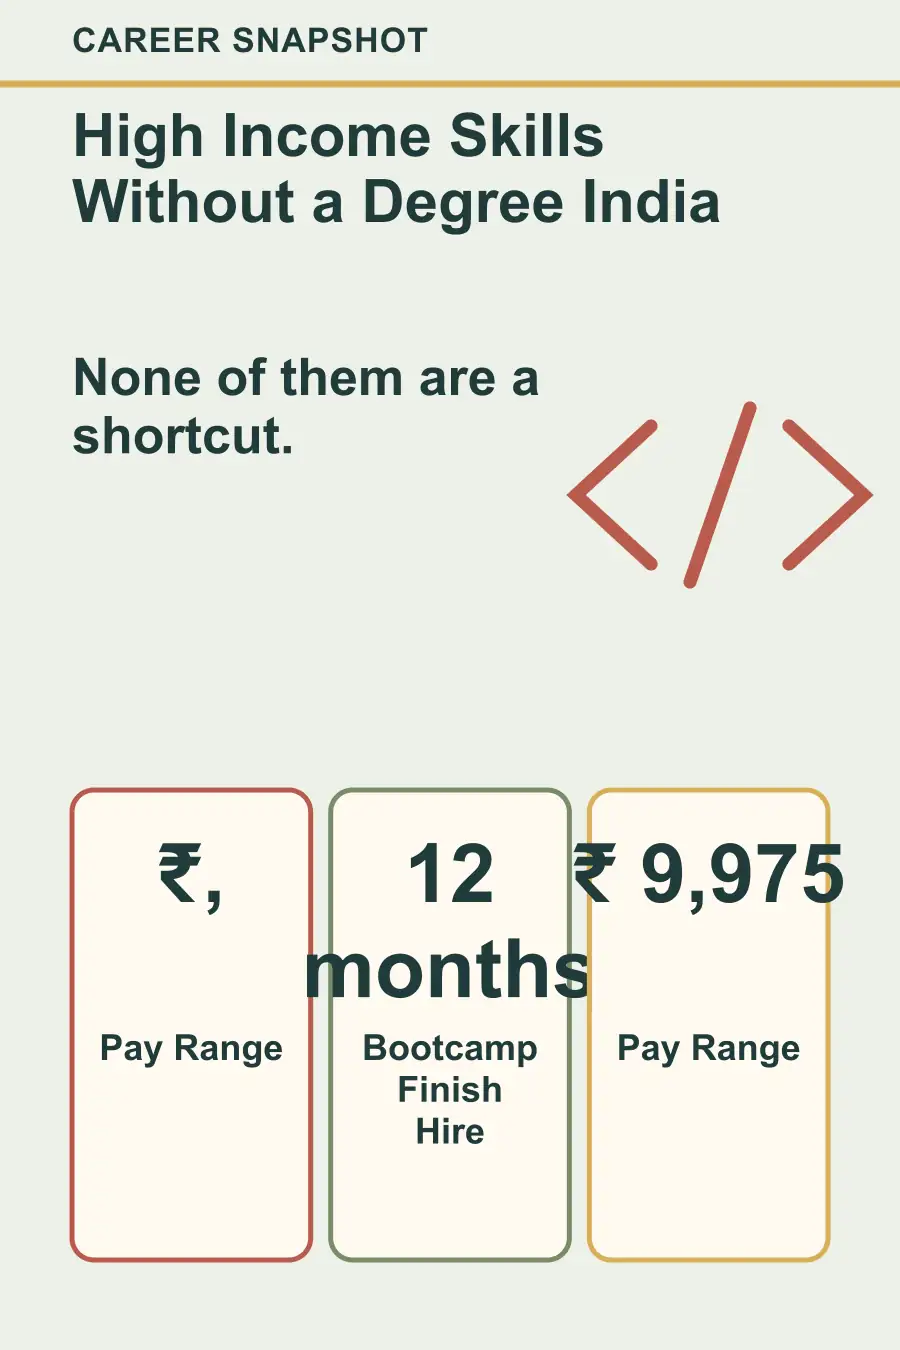 CAREER SNAPSHOT
High Income Skills
Without a Degree India
None of them are a
shortcut.
₹,
Pay Range
12
months
Bootcamp
Finish
Hire
₹ 9,975
Pay Range